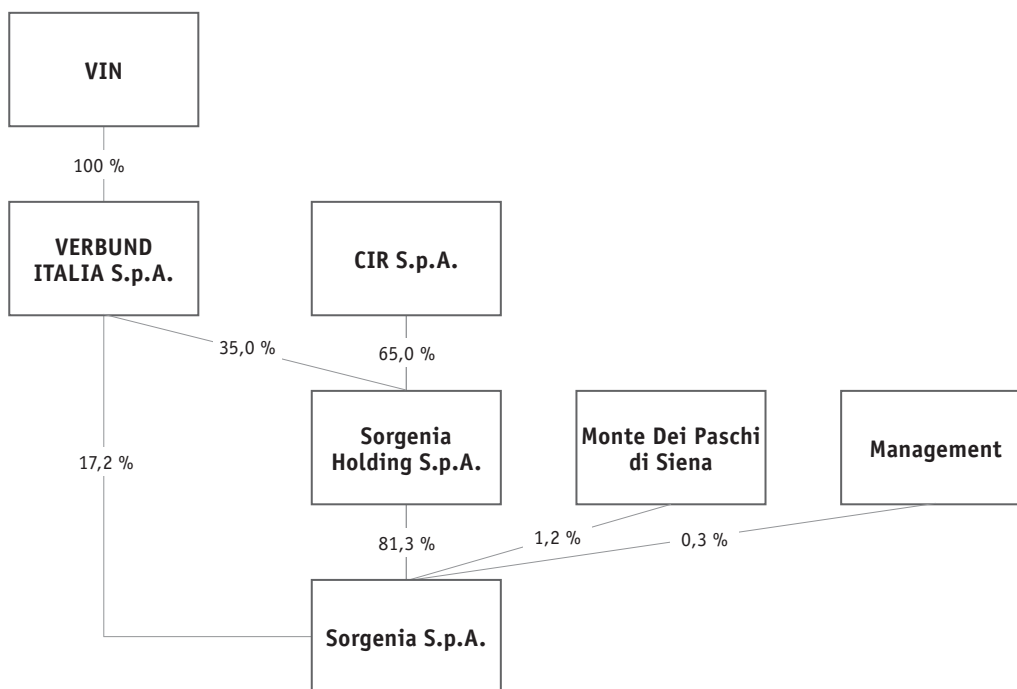 VIN
100 %
VERBUND
ITALIA S.p.A.
CIR S.p.A.
35,0 %
65,0 %
Sorgenia
Holding S.p.A.
Monte Dei Paschi
di Siena
Management
17,2 %
81,3 %
1,2 %
0,3 %
Sorgenia S.p.A.